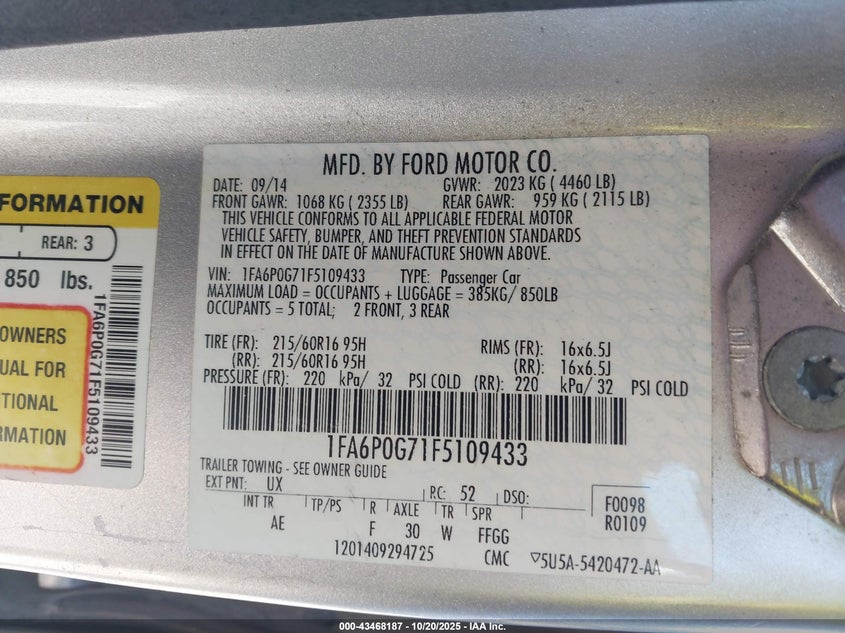 FORMATION
REAR: 3
850 lbs.
OWNERS
UAL FOR
ITIONAL
RMATION
1FA6P0G71F5109433
MFD. BY FORD MOTOR CO.
DATE: 09/14 GVWR: 2023 KG ( 4460 LB)
FRONT GAWR: 1068 KG ( 2355 LB) REAR GAWR: 959 KG ( 2115 LB)
THIS VEHICLE CONFORMS TO ALL APPLICABLE FEDERAL MOTOR
VEHICLE SAFETY, BUMPER, AND THEFT PREVENTION STANDARDS
IN EFFECT ON THE DATE OF MANUFACTURE SHOWN ABOVE.
VIN: 1FA6P0G71F5109433 TYPE: Passenger Car
MAXIMUM LOAD = OCCUPANTS + LUGGAGE = 385KG/ 850LB
OCCUPANTS = 5 TOTAL; 2 FRONT, 3 REAR
TIRE (FR): 215/60R16 95H RIMS (FR): 16x6.5J
(RR): 215/60R16 95H (RR): 16x6.5J
PRESSURE (FR): 220 kPa/ 32 PSI COLD (RR): 220 kPa/ 32 PSI COLD
1FA6P0G71F5109433
TRAILER TOWING - SEE OWNER GUIDE
EXT PNT: UX RC: 52 DSO: F0098
INT TR TP/PS R AXLE TR SPR R0109
AE F 30 W FFGG
1201409294725 CMC ▽5U5A-5420472-AA
000-43468187 - 10/20/2025 - IAA Inc.